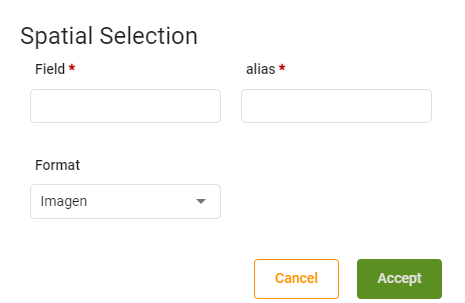 Spatial Selection
Field * alias *
Format
Imagen
Cancel Accept